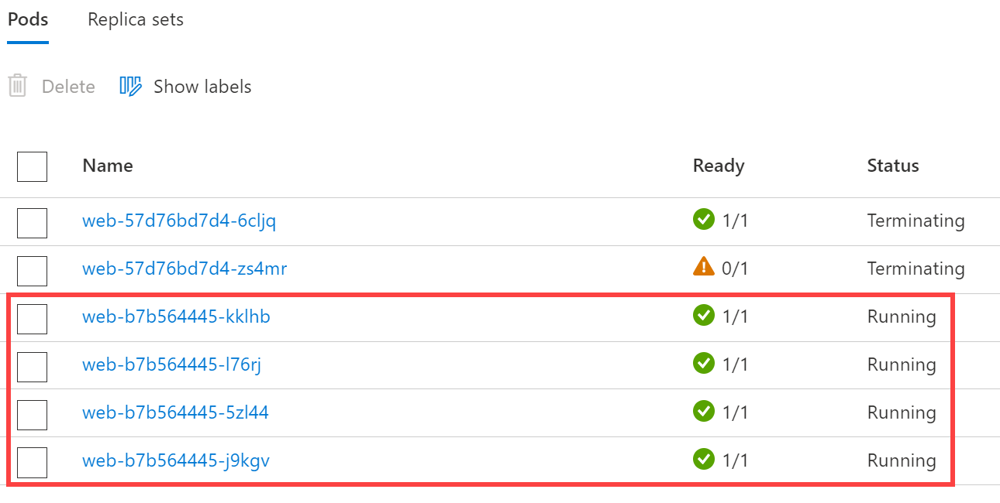 Pods Replica sets
Delete Show labels
Name Ready Status
web-57d76bd7d4-6cljq 1/1 Terminating
web-57d76bd7d4-zs4mr 0/1 Terminating
web-b7b564445-kklhb 1/1 Running
web-b7b564445-l76rj 1/1 Running
web-b7b564445-5zl44 1/1 Running
web-b7b564445-j9kgv 1/1 Running